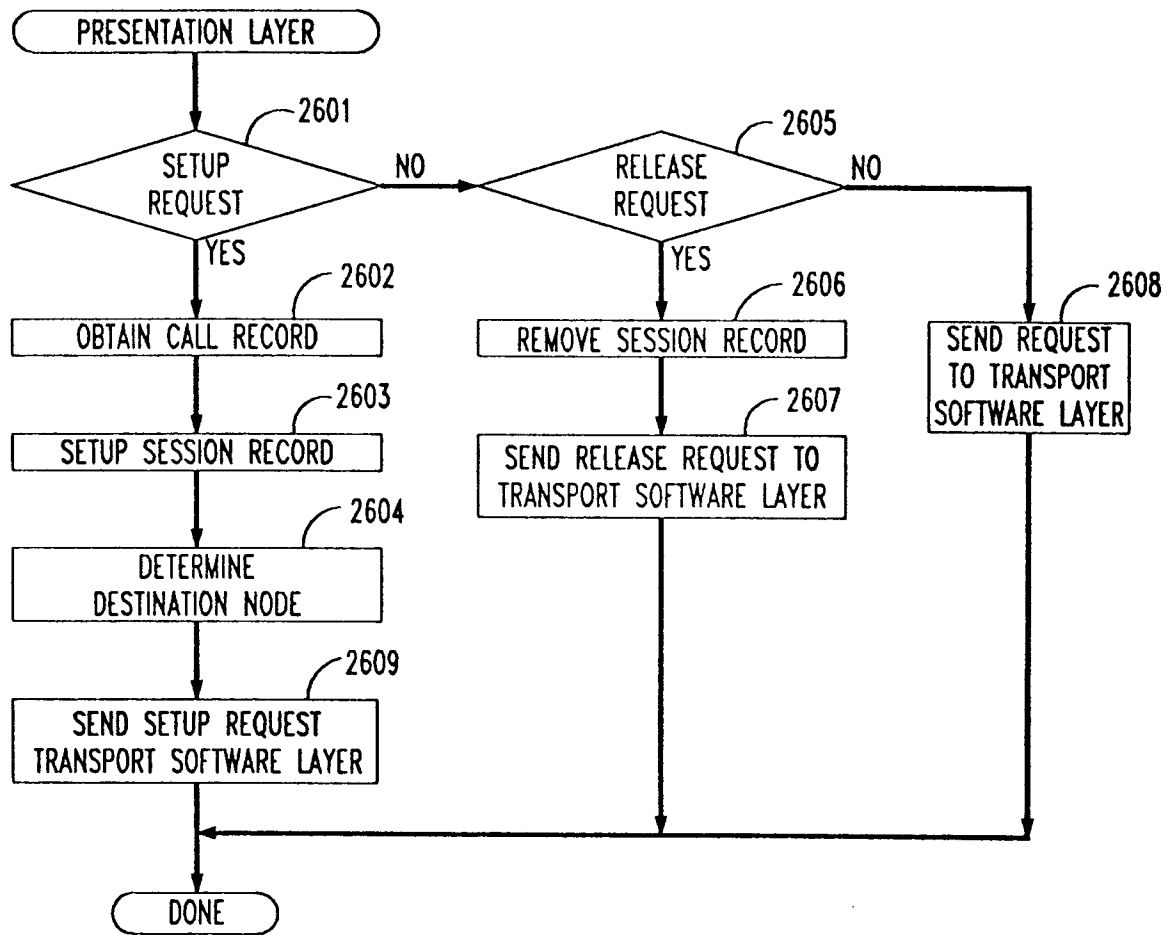 PRESENTATION LAYER
2601
SETUP
REQUEST
NO
YES
2605
RELEASE
REQUEST
NO
YES
2602
OBTAIN CALL RECORD
2603
SETUP SESSION RECORD
2604
DETERMINE
DESTINATION NODE
2609
SEND SETUP REQUEST
TRANSPORT SOFTWARE LAYER
2606
REMOVE SESSION RECORD
2607
SEND RELEASE REQUEST TO
TRANSPORT SOFTWARE LAYER
2608
SEND REQUEST
TO TRANSPORT
SOFTWARE LAYER
DONE